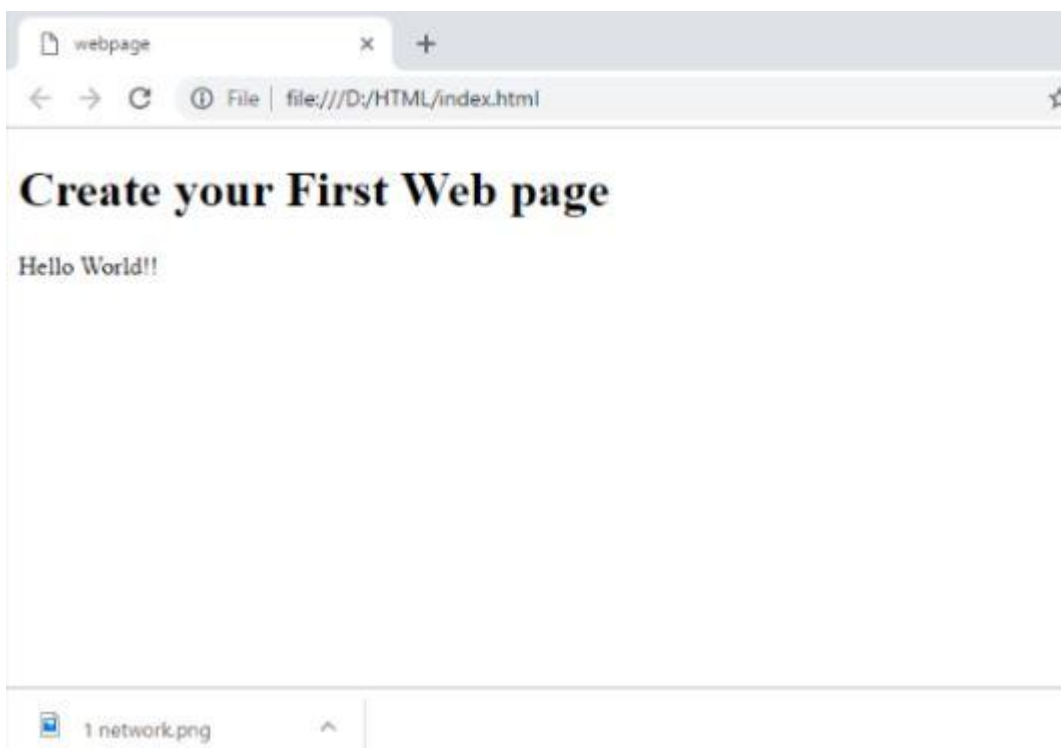 webpage
File | file:///D:/HTML/index.html
Create your First Web page
Hello World!!
1 network.png